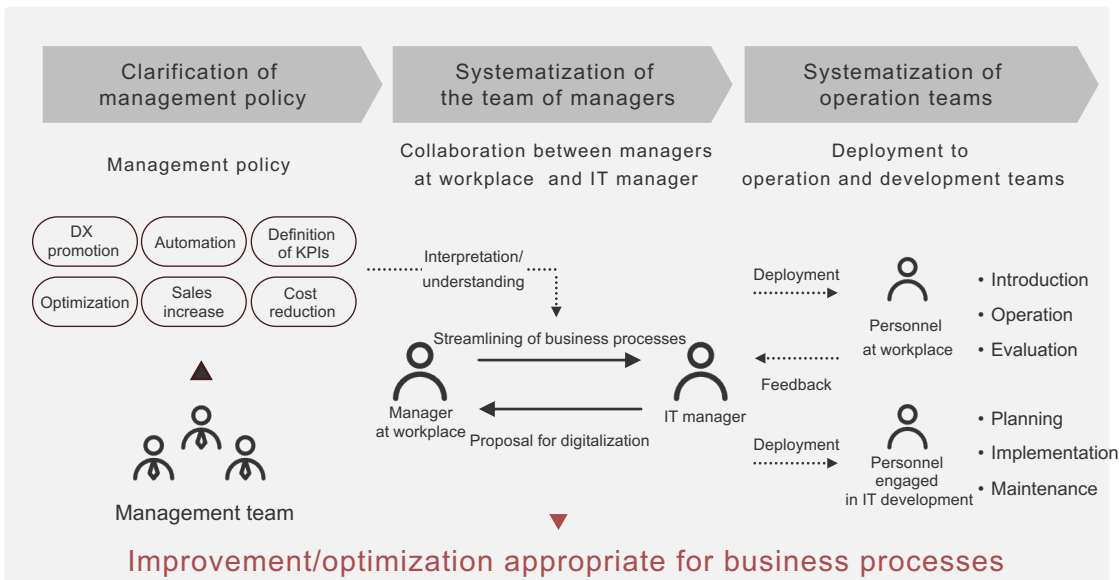 Clarification of
management policy
Systematization of
the team of managers
Systematization of
operation teams
Management policy
Collaboration between managers
at workplace and IT manager
Deployment to
operation and development teams
DX
promotion
Automation
Definition
of KPIs
Optimization
Sales
increase
Cost
reduction
Management team
Interpretation/
understanding
Streamlining of business processes
Manager
at workplace
IT manager
Proposal for digitalization
Deployment
Feedback
Personnel
at workplace
• Introduction
• Operation
• Evaluation
Deployment
Personnel
engaged
in IT development
• Planning
• Implementation
• Maintenance
Improvement/optimization appropriate for business processes